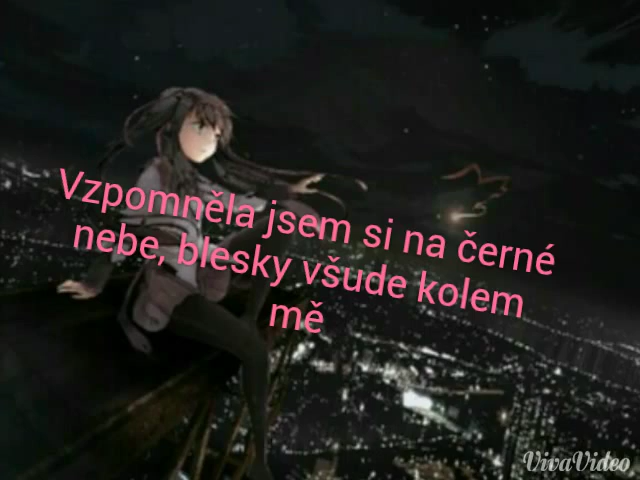 Vzpomněla jsem si na černé
nebe, blesky všude kolem
mě
VivaVideo